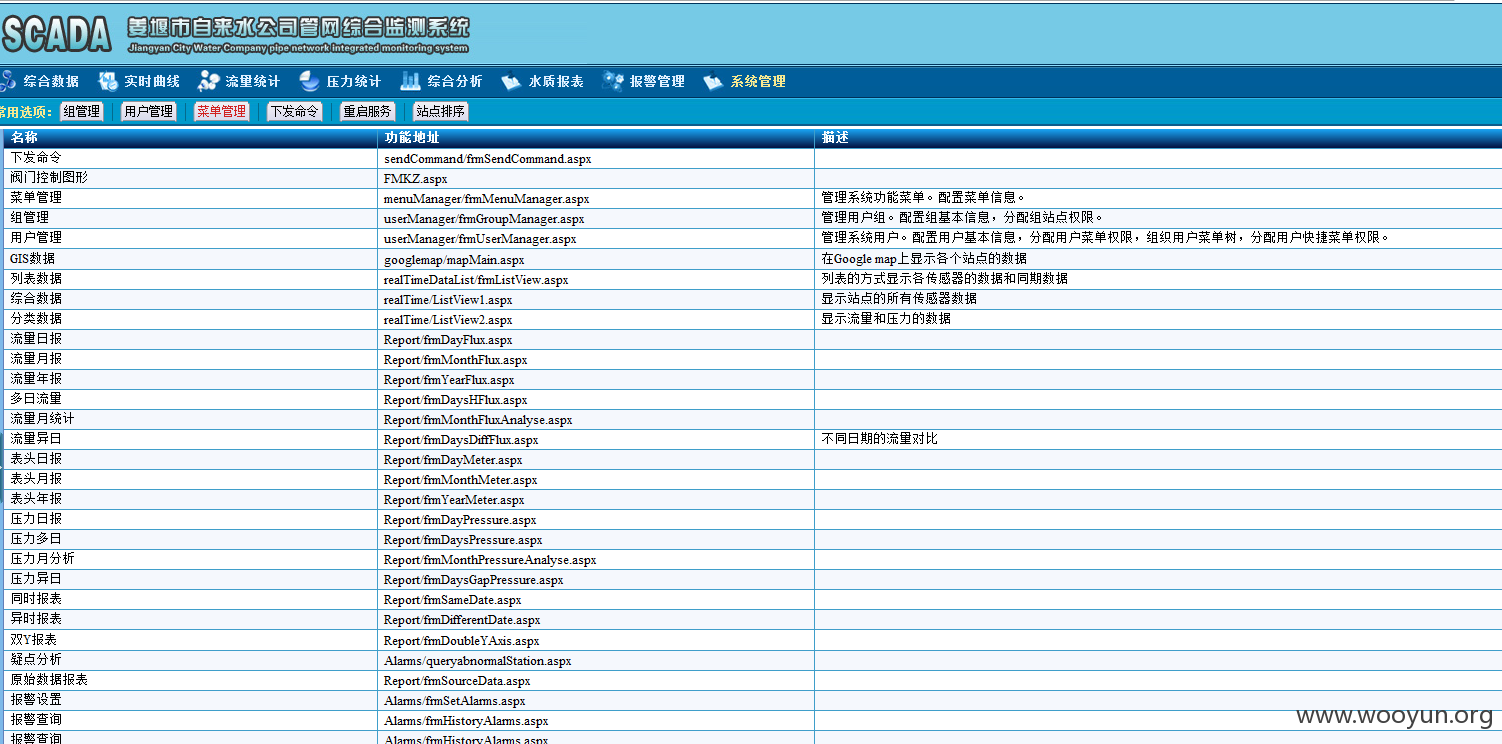 SCADA 姜堰市自来水公司管网综合监测系统
Jiangyan City Water Company pipe network integrated monitoring system
综合数据 实时曲线 流量统计 压力统计 综合分析 水质报表 报警管理 系统管理
常用选项: 组管理 用户管理 菜单管理 下发命令 重启服务 站点排序
名称 功能地址 描述
下发命令 sendCommand/frmSendCommand.aspx
阀门控制图形 FMKZ.aspx
菜单管理 menuManager/frmMenuManager.aspx 管理系统功能菜单。配置菜单信息。
组管理 userManager/frmGroupManager.aspx 管理用户组。配置组基本信息，分配组站点权限。
用户管理 userManager/frmUserManager.aspx 管理系统用户。配置用户基本信息，分配用户菜单权限，组织用户菜单树，分配用户快捷菜单权限。
GIS数据 googlemap/mapMain.aspx 在Google map上显示各个站点的数据
列表数据 realTimeDataList/frmListView.aspx 列表的方式显示各传感器的数据和同期数据
综合数据 realTime/ListView1.aspx 显示站点的所有传感器数据
分类数据 realTime/ListView2.aspx 显示流量和压力的数据
流量日报 Report/frmDayFlux.aspx
流量月报 Report/frmMonthFlux.aspx
流量年报 Report/frmYearFlux.aspx
多日流量 Report/frmDaysHFlux.aspx
流量月统计 Report/frmMonthFluxAnalyse.aspx
流量异日 Report/frmDaysDiffFlux.aspx 不同日期的流量对比
表头日报 Report/frmDayMeter.aspx
表头月报 Report/frmMonthMeter.aspx
表头年报 Report/frmYearMeter.aspx
压力日报 Report/frmDayPressure.aspx
压力多日 Report/frmDaysPressure.aspx
压力月分析 Report/frmMonthPressureAnalyse.aspx
压力异日 Report/frmDaysGapPressure.aspx
同时报表 Report/frmSameDate.aspx
异时报表 Report/frmDifferentDate.aspx
双Y报表 Report/frmDoubleYAxis.aspx
疑点分析 Alarms/queryabnormalStation.aspx
原始数据报表 Report/frmSourceData.aspx
报警设置 Alarms/frmSetAlarms.aspx
报警查询 Alarms/frmHistoryAlarms.aspx
报警查询 Alarms/frmHistoryAlarms.aspx
www.wooyun.org